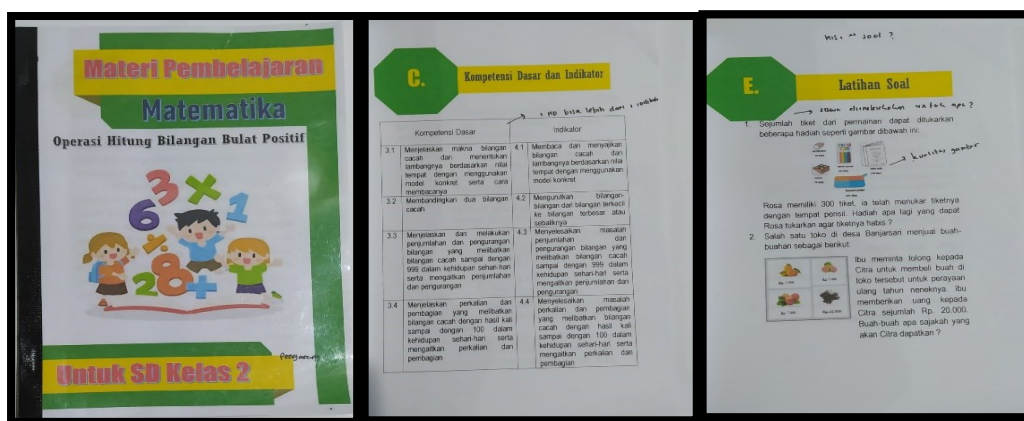 Materi Pembelajaran
Matematika
Operasi Hitung Bilangan Bulat Positif
Untuk SD Kelas 2
C.
Kompetensi Dasar dan Indikator
Kompetensi Dasar
Indikator
3.1 Menjelaskan makna bilangan
cacah dan menentukan
lambangnya berdasarkan nilai
tempat dengan menggunakan
model konkret serta cara
membacanya
4.1 Membaca dan menyajikan
bilangan cacah dan
lambangnya berdasarkan nilai
tempat dengan menggunakan
model konkret
3.2 Membandingkan dua bilangan
cacah
4.2 Mengurutkan bilangan-
bilangan dari bilangan terkecil
ke bilangan terbesar atau
sebaliknya
3.3 Menjelaskan dan melakukan
penjumlahan dan pengurangan
bilangan yang melibatkan
bilangan cacah sampai dengan
999 dalam kehidupan sehari-hari
serta mengaitkan penjumlahan
dan pengurangan
4.3 Menyelesaikan masalah
penjumlahan dan
pengurangan bilangan yang
melibatkan bilangan cacah
sampai dengan 999 dalam
kehidupan sehari-hari serta
mengaitkan penjumlahan dan
pengurangan
3.4 Menjelaskan perkalian dan
pembagian yang melibatkan
bilangan cacah dengan hasil kali
sampai dengan 100 dalam
kehidupan sehari-hari serta
mengaitkan perkalian dan
pembagian
4.4 Menyelesaikan masalah
perkalian dan pembagian
yang melibatkan bilangan
cacah dengan hasil kali
sampai dengan 100 dalam
kehidupan sehari-hari serta
mengaitkan perkalian dan
pembagian
soal ?
E.
Latihan Soal
untuk apa ?
1. Sejumlah tiket dari permainan dapat ditukarkan
beberapa hadiah seperti gambar dibawah ini:
kualitas gambar
Rosa memiliki 300 tiket, ia telah menukar tiketnya
dengan tempat pensil. Hadiah apa lagi yang dapat
Rosa tukarkan agar tiketnya habis ?
2. Salah satu toko di desa Banjarsari menjual buah-
buahan sebagai berikut:
Ibu meminta tolong kepada
Citra untuk membeli buah di
toko tersebut untuk perayaan
ulang tahun neneknya, ibu
memberikan uang kepada
Citra sejumlah Rp. 20.000.
Buah-buah apa sajakah yang
akan Citra dapatkan ?